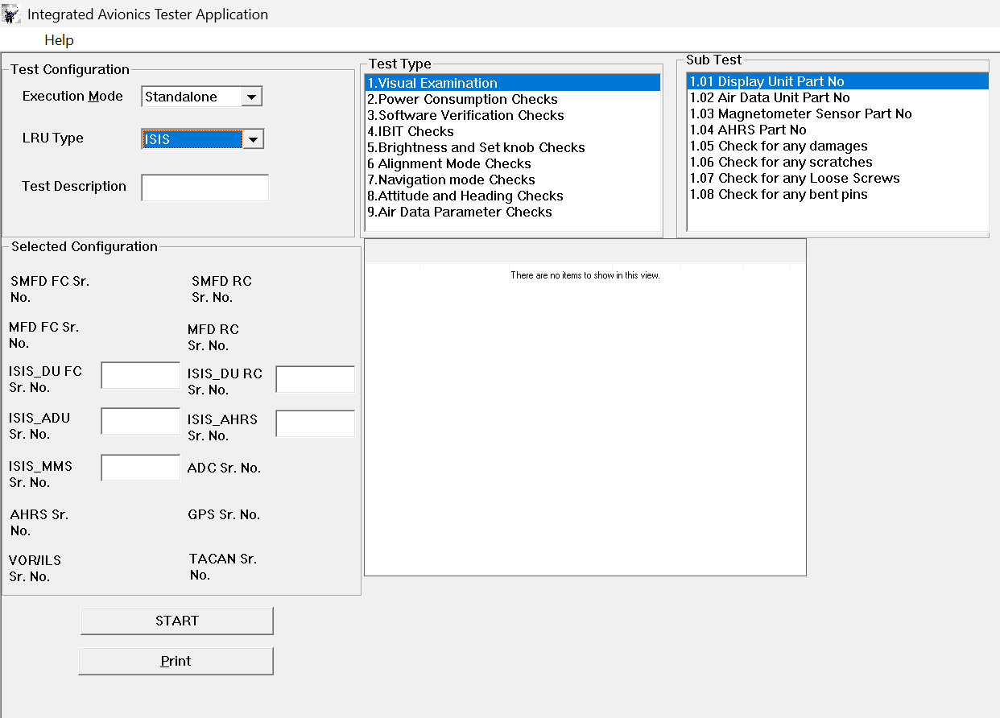 Integrated Avionics Tester Application
Help
Test Configuration
Execution Mode
Standalone
LRU Type
ISIS
Test Description
Test Type
1.Visual Examination
2.Power Consumption Checks
3.Software Verification Checks
4.IBIT Checks
5.Brightness and Set knob Checks
6 Alignment Mode Checks
7.Navigation mode Checks
8.Attitude and Heading Checks
9.Air Data Parameter Checks
Sub Test
1.01 Display Unit Part No
1.02 Air Data Unit Part No
1.03 Magnetometer Sensor Part No
1.04 AHRS Part No
1.05 Check for any damages
1.06 Check for any scratches
1.07 Check for any Loose Screws
1.08 Check for any bent pins
Selected Configuration
SMFD FC Sr.
No.
SMFD RC
Sr. No.
MFD FC Sr.
No.
MFD RC
Sr. No.
ISIS_DU FC
Sr. No.
ISIS_DU RC
Sr. No.
ISIS_ADU
Sr. No.
ISIS_AHRS
Sr. No.
ISIS_MMS
Sr. No.
ADC Sr. No.
AHRS Sr.
No.
GPS Sr. No.
VOR/ILS
Sr. No.
TACAN Sr.
No.
There are no items to show in this view.
START
Print